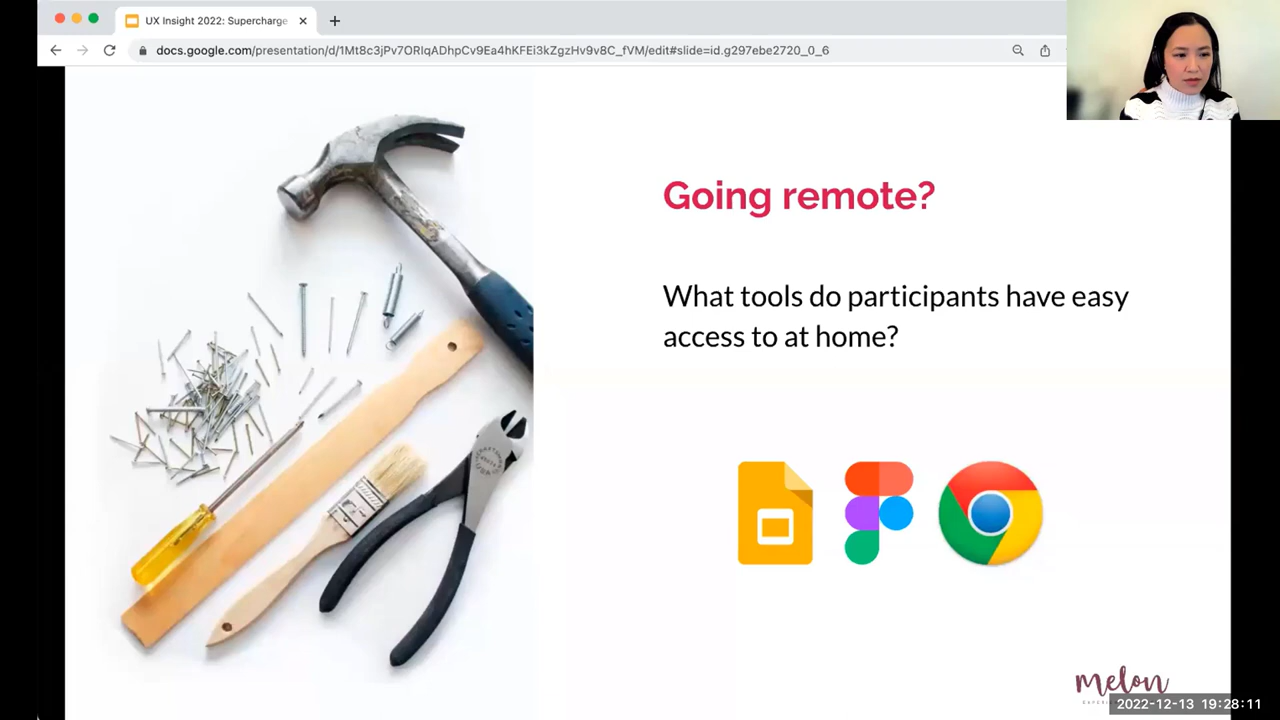 UX Insight 2022: Supercharge
docs.google.com/presentation/d/1Mt8c3jPv7ORIqADhpCv9Ea4hKFEi3kZgzHv9v8C_fVM/edit#slide=id.g297ebe2720_0_6
Going remote?
What tools do participants have easy
access to at home?
melon
2022-12-13 19:28:11